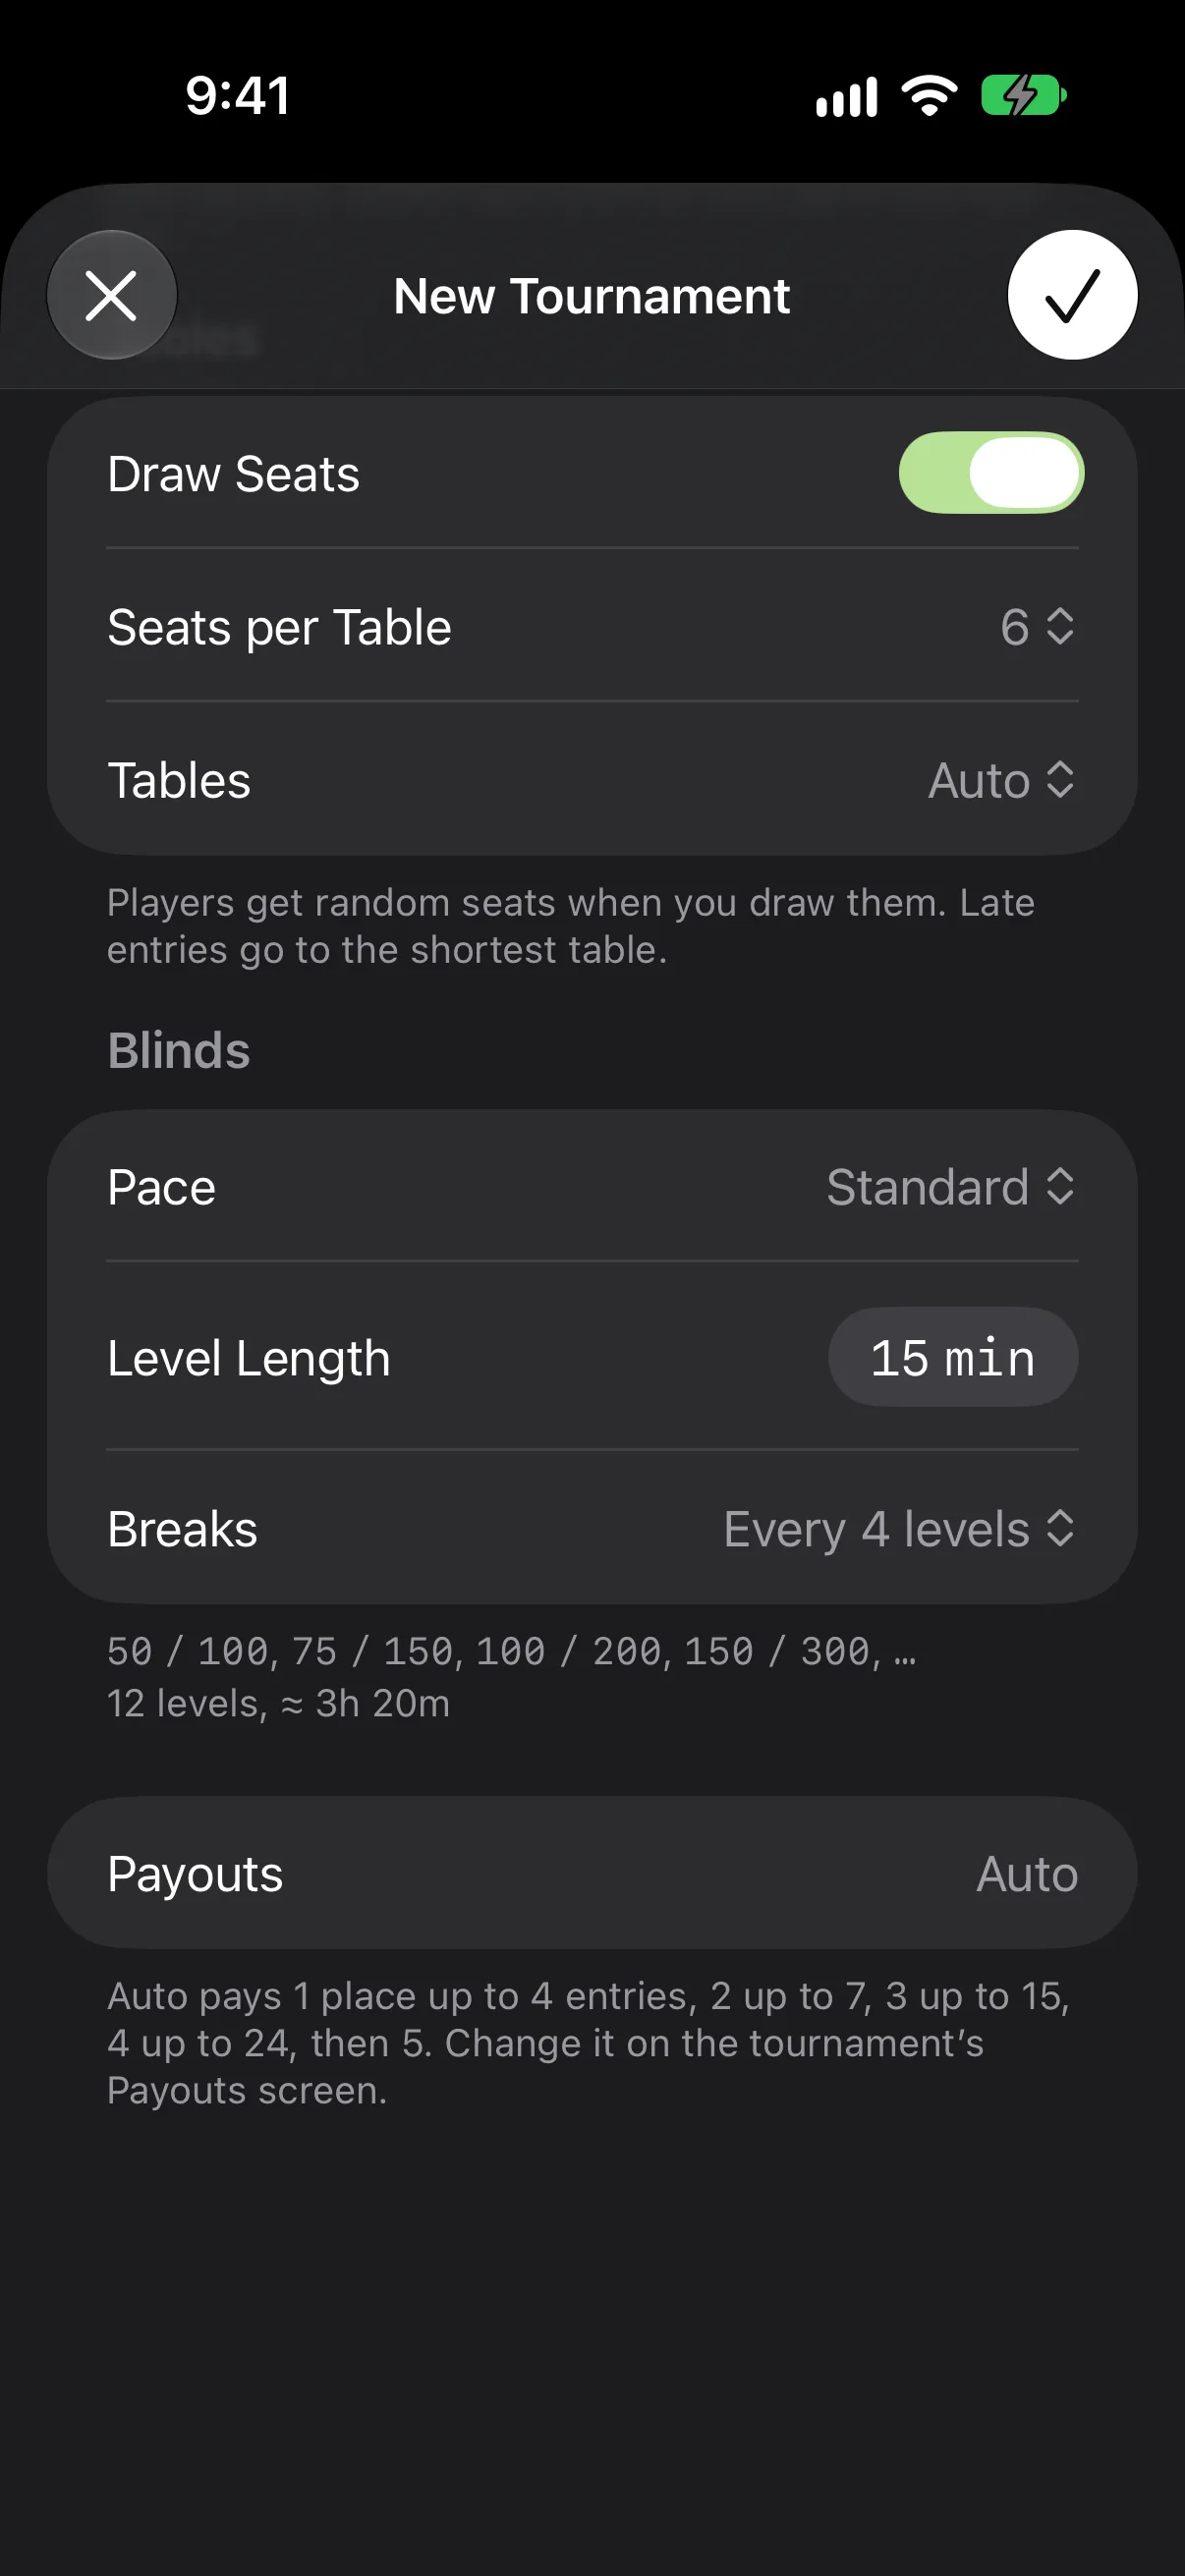 9:41
New Tournament
Draw Seats
Seats per Table
6
Tables
Auto
Players get random seats when you draw them. Late
entries go to the shortest table.
Blinds
Pace
Standard
Level Length
15 min
Breaks
Every 4 levels
50 / 100, 75 / 150, 100 / 200, 150 / 300, …
12 levels, ≈ 3h 20m
Payouts
Auto
Auto pays 1 place up to 4 entries, 2 up to 7, 3 up to 15,
4 up to 24, then 5. Change it on the tournament’s
Payouts screen.